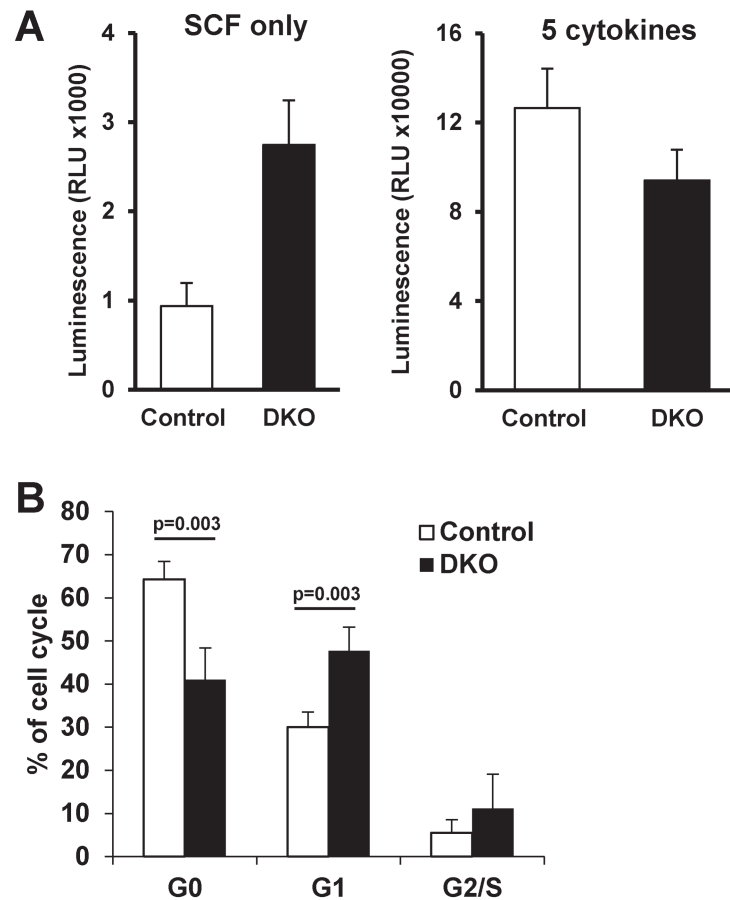 A
SCF only
Luminescence (RLU x1000)
4
3
2
1
0
Control DKO
5 cytokines
Luminescence (RLU x10000)
16
12
8
4
0
Control DKO
B
% of cell cycle
80
70
60
50
40
30
20
10
0
p=0.003
p=0.003
Control
DKO
G0 G1 G2/S